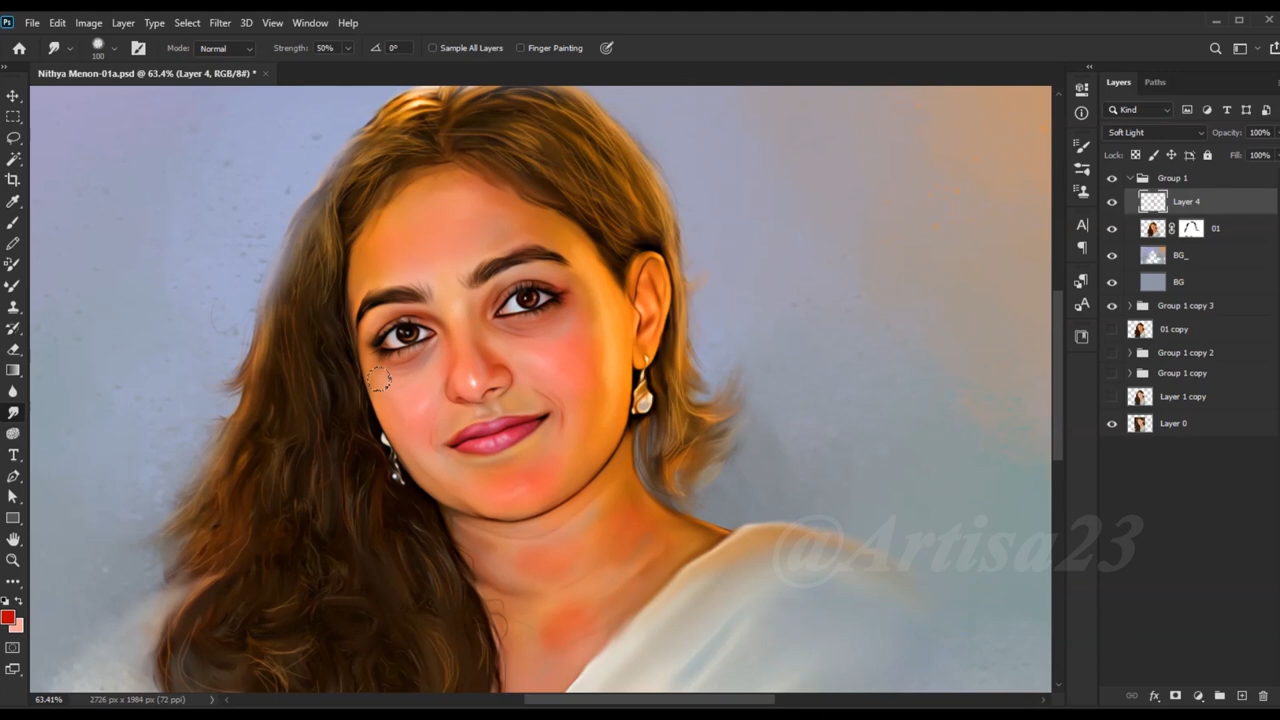 Ps File Edit Image Layer Type Select Filter 3D View Window Help
100 Mode: Normal Strength: 50% 0° Sample All Layers Finger Painting
Nithya Menon-01a.psd @ 63.4% (Layer 4, RGB/8#) * ×
Layers Paths
Kind
Soft Light Opacity: 100%
Lock: Fill: 100%
Group 1
Layer 4
01
BG_
BG
Group 1 copy 3
01 copy
Group 1 copy 2
Group 1 copy
Layer 1 copy
Layer 0
@Artisa23
63.41% 2726 px x 1984 px (72 ppi)